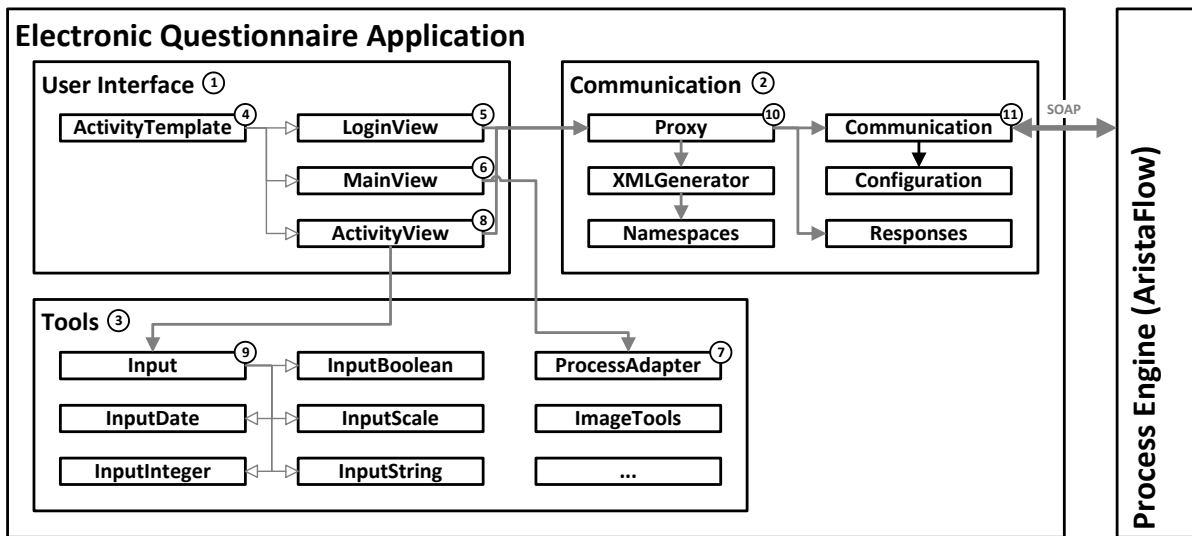 Electronic Questionnaire Application
User Interface 1
ActivityTemplate 4
LoginView 5
MainView 6
ActivityView 8
Communication 2
Proxy 10
Communication 11
XMLGenerator
Configuration
Namespaces
Responses
SOAP
Process Engine (AristaFlow)
Tools 3
Input 9
InputBoolean
ProcessAdapter 7
InputDate
InputScale
ImageTools
InputInteger
InputString
...